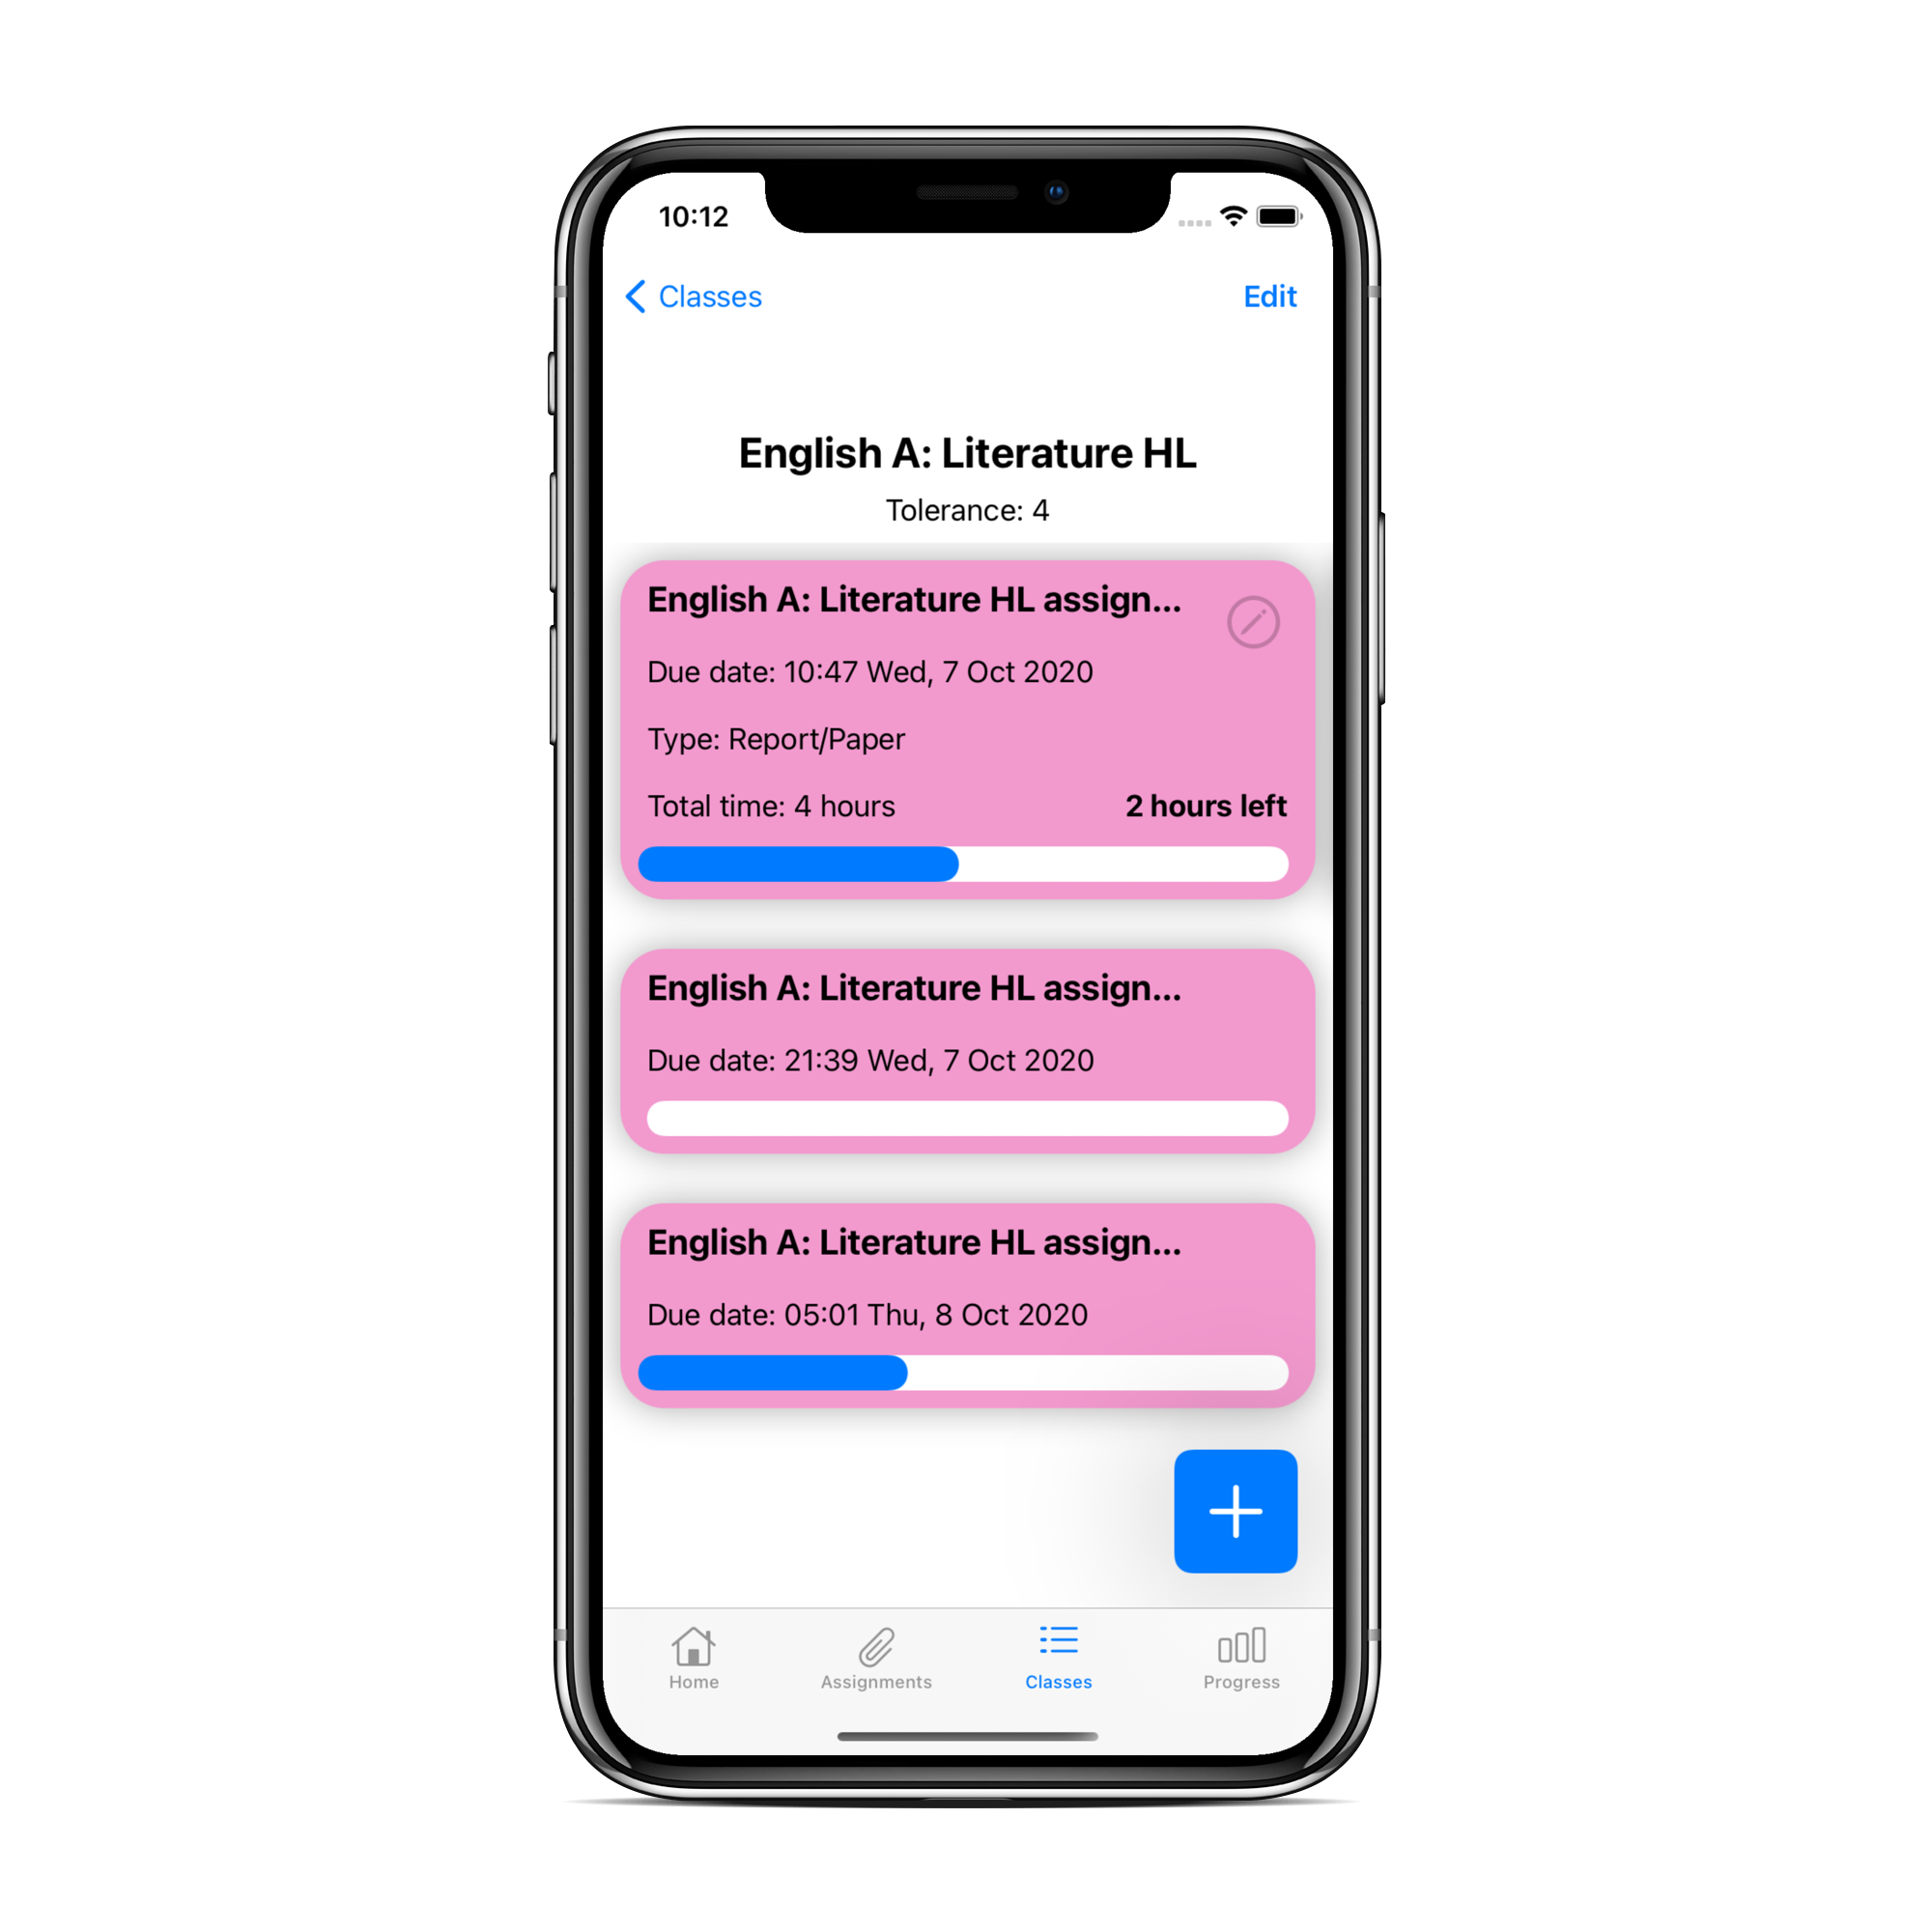 10:12
Classes
Edit
English A: Literature HL
Tolerance: 4
English A: Literature HL assign...
Due date: 10:47 Wed, 7 Oct 2020
Type: Report/Paper
Total time: 4 hours
2 hours left
English A: Literature HL assign...
Due date: 21:39 Wed, 7 Oct 2020
English A: Literature HL assign...
Due date: 05:01 Thu, 8 Oct 2020
Home
Assignments
Classes
Progress